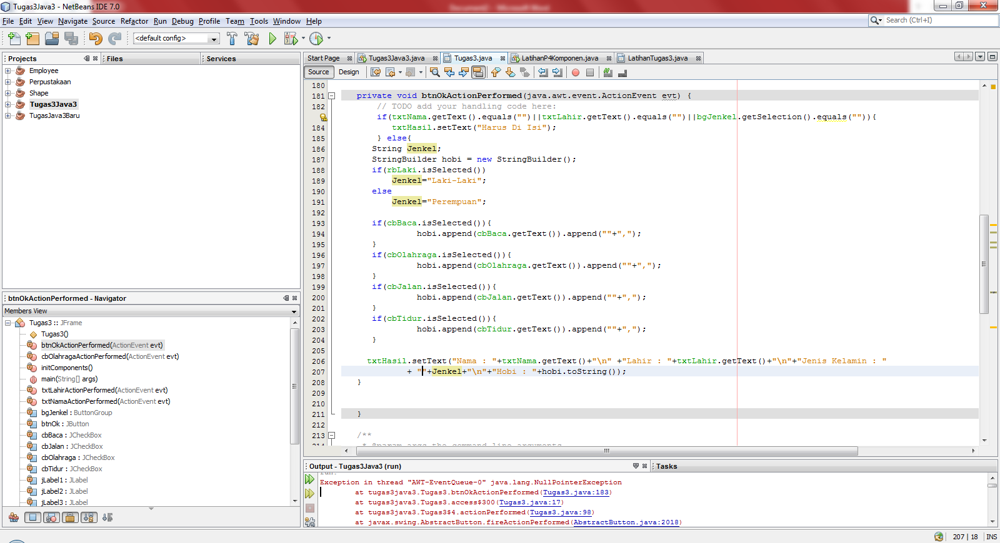 Tugas3Java3 - NetBeans IDE 7.0
File Edit View Navigate Source Refactor Run Debug Profile Team Tools Window Help
Search (Ctrl+I)
<default config>
Projects
Files
Services
Employee
Perpustakaan
Shape
Tugas3Java3
TugasJava3Baru
btnOkActionPerformed - Navigator
Members View
Tugas3 :: JFrame
Tugas3()
btnOkActionPerformed(ActionEvent evt)
cbOlahragaActionPerformed(ActionEvent evt)
initComponents()
main(String[] args)
txtLahirActionPerformed(ActionEvent evt)
txtNamaActionPerformed(ActionEvent evt)
bgJenkel : ButtonGroup
btnOk : JButton
cbBaca : JCheckBox
cbJalan : JCheckBox
cbOlahraga : JCheckBox
cbTidur : JCheckBox
jLabel1 : JLabel
jLabel2 : JLabel
jLabel3 : JLabel
Start Page
Tugas3Java3.java
Tugas3.java
LatihanP4Komponen.java
LatihanTugas3.java
Source
Design
180
181 private void btnOkActionPerformed(java.awt.event.ActionEvent evt) {
182 // TODO add your handling code here:
if(txtNama.getText().equals("")||txtLahir.getText().equals("")||bgJenkel.getSelection().equals("")){
184 txtHasil.setText("Harus Di Isi");
185 } else{
186 String Jenkel;
187 StringBuilder hobi = new StringBuilder();
188 if(rbLaki.isSelected())
189 Jenkel="Laki-Laki";
190 else
191 Jenkel="Perempuan";
192
193 if(cbBaca.isSelected()){
194 hobi.append(cbBaca.getText()).append(""+",");
195 }
196 if(cbOlahraga.isSelected()){
197 hobi.append(cbOlahraga.getText()).append(""+",");
198 }
199 if(cbJalan.isSelected()){
200 hobi.append(cbJalan.getText()).append(""+",");
201 }
202 if(cbTidur.isSelected()){
203 hobi.append(cbTidur.getText()).append(""+",");
204 }
205
206 txtHasil.setText("Nama : "+txtNama.getText()+"\n" +"Lahir : "+txtLahir.getText()+"\n"+"Jenis Kelamin : "
207 + ""+Jenkel+"\n"+"Hobi : "+hobi.toString());
208 }
209
210
211 }
212
213 /**
214 * @param args the command line arguments
Output - Tugas3Java3 (run)
Tasks
run:
Exception in thread "AWT-EventQueue-0" java.lang.NullPointerException
at tugas3java3.Tugas3.btnOkActionPerformed(Tugas3.java:183)
at tugas3java3.Tugas3.access$300(Tugas3.java:17)
at tugas3java3.Tugas3$4.actionPerformed(Tugas3.java:98)
at javax.swing.AbstractButton.fireActionPerformed(AbstractButton.java:2018)
207 | 18 INS